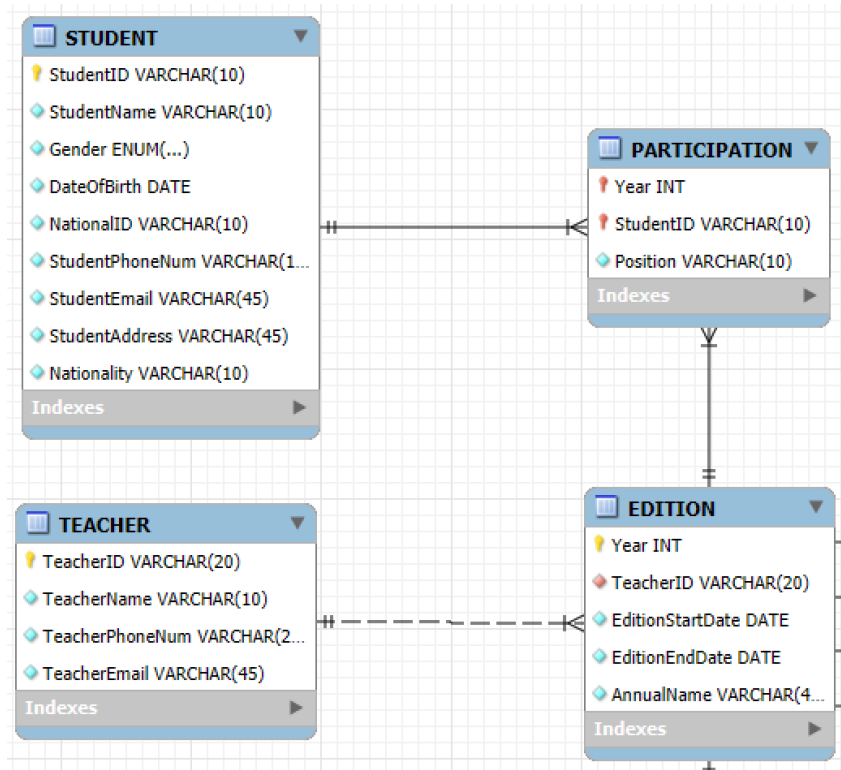 STUDENT
StudentID VARCHAR(10)
StudentName VARCHAR(10)
Gender ENUM(...)
DateOfBirth DATE
NationalID VARCHAR(10)
StudentPhoneNum VARCHAR(1...
StudentEmail VARCHAR(45)
StudentAddress VARCHAR(45)
Nationality VARCHAR(10)
Indexes
PARTICIPATION
Year INT
StudentID VARCHAR(10)
Position VARCHAR(10)
Indexes
TEACHER
TeacherID VARCHAR(20)
TeacherName VARCHAR(10)
TeacherPhoneNum VARCHAR(2...
TeacherEmail VARCHAR(45)
Indexes
EDITION
Year INT
TeacherID VARCHAR(20)
EditionStartDate DATE
EditionEndDate DATE
AnnualName VARCHAR(4...
Indexes